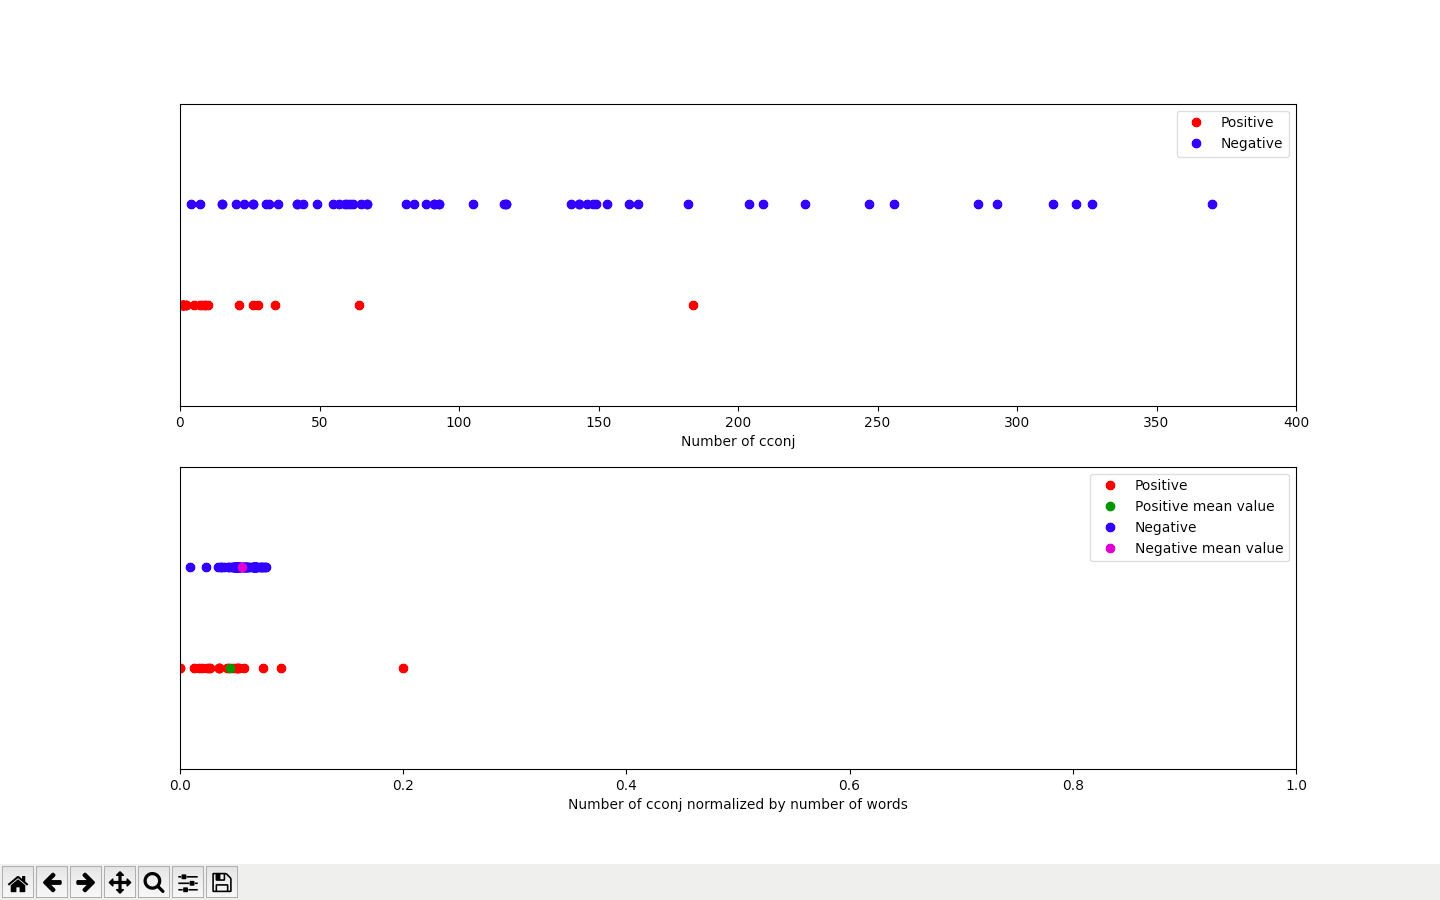 Positive
Negative
0 50 100 150 200 250 300 350 400
Number of cconj
Positive
Positive mean value
Negative
Negative mean value
0.0 0.2 0.4 0.6 0.8 1.0
Number of cconj normalized by number of words